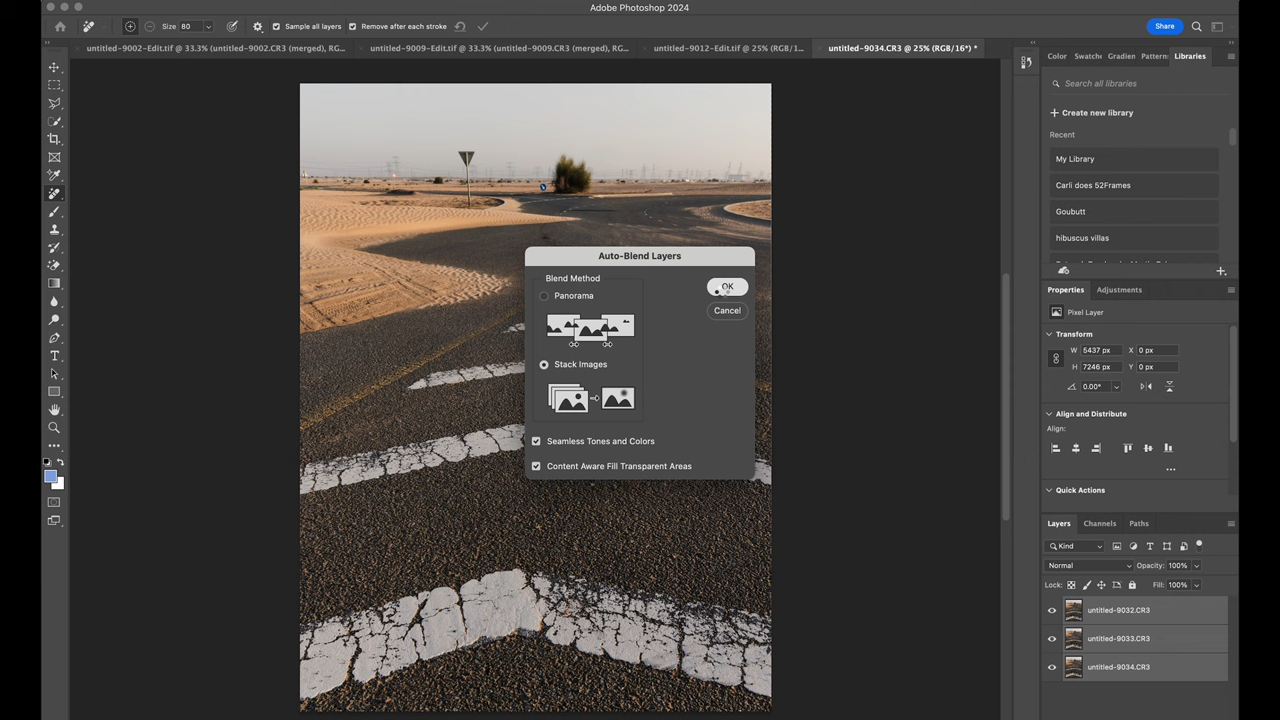 Adobe Photoshop 2024
Size 80 Sample all layers Remove after each stroke Share
untitled-9002-Edit.tif @ 33.3% (untitled-9002.CR3 (merged), RG...
untitled-9009-Edit.tif @ 33.3% (untitled-9009.CR3 (merged), RG...
untitled-9012-Edit.tif @ 25% (RGB/1...
untitled-9034.CR3 @ 25% (RGB/16*) *
Color Swatche Gradien Pattern Libraries
Search all libraries
Create new library
Recent
My Library
Carli does 52Frames
Goubutt
hibuscus villas
Auto-Blend Layers
Blend Method
Panorama
OK
Cancel
Stack Images
Seamless Tones and Colors
Content Aware Fill Transparent Areas
Properties Adjustments
Pixel Layer
Transform
W 5437 px X 0 px
H 7246 px Y 0 px
0.00°
Align and Distribute
Align:
Quick Actions
Layers Channels Paths
Kind
Normal Opacity: 100%
Lock: Fill: 100%
untitled-9032.CR3
untitled-9033.CR3
untitled-9034.CR3